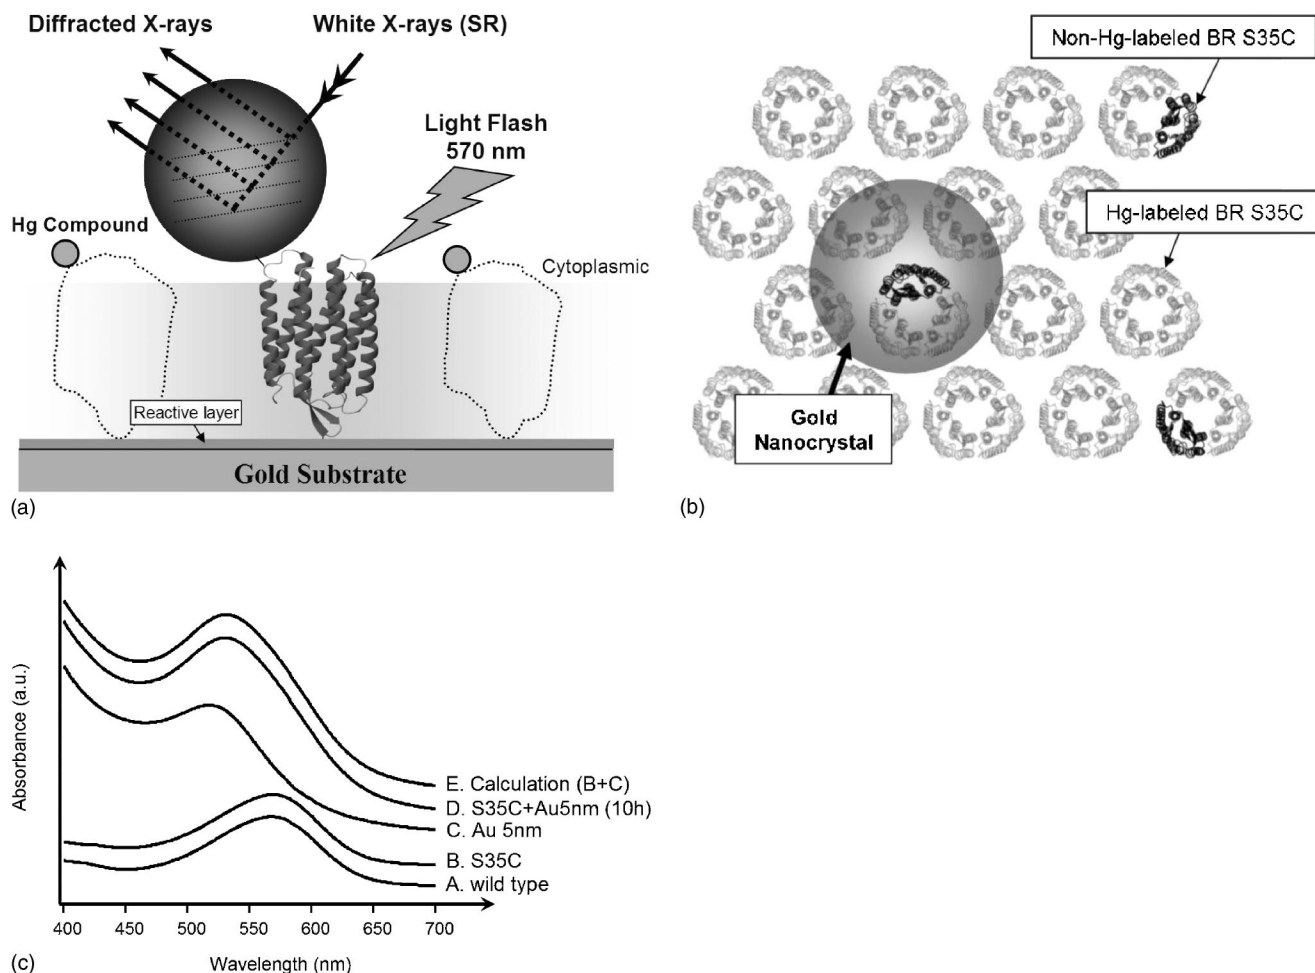 Diffracted X-rays
White X-rays (SR)
Light Flash
570 nm
Hg Compound
Cytoplasmic
Reactive layer
Gold Substrate
(a)
Non-Hg-labeled BR S35C
Hg-labeled BR S35C
Gold
Nanocrystal
(b)
Absorbance (a.u.)
E. Calculation (B+C)
D. S35C+Au5nm (10h)
C. Au 5nm
B. S35C
A. wild type
400 450 500 550 600 650 700
Wavelength (nm)
(c)